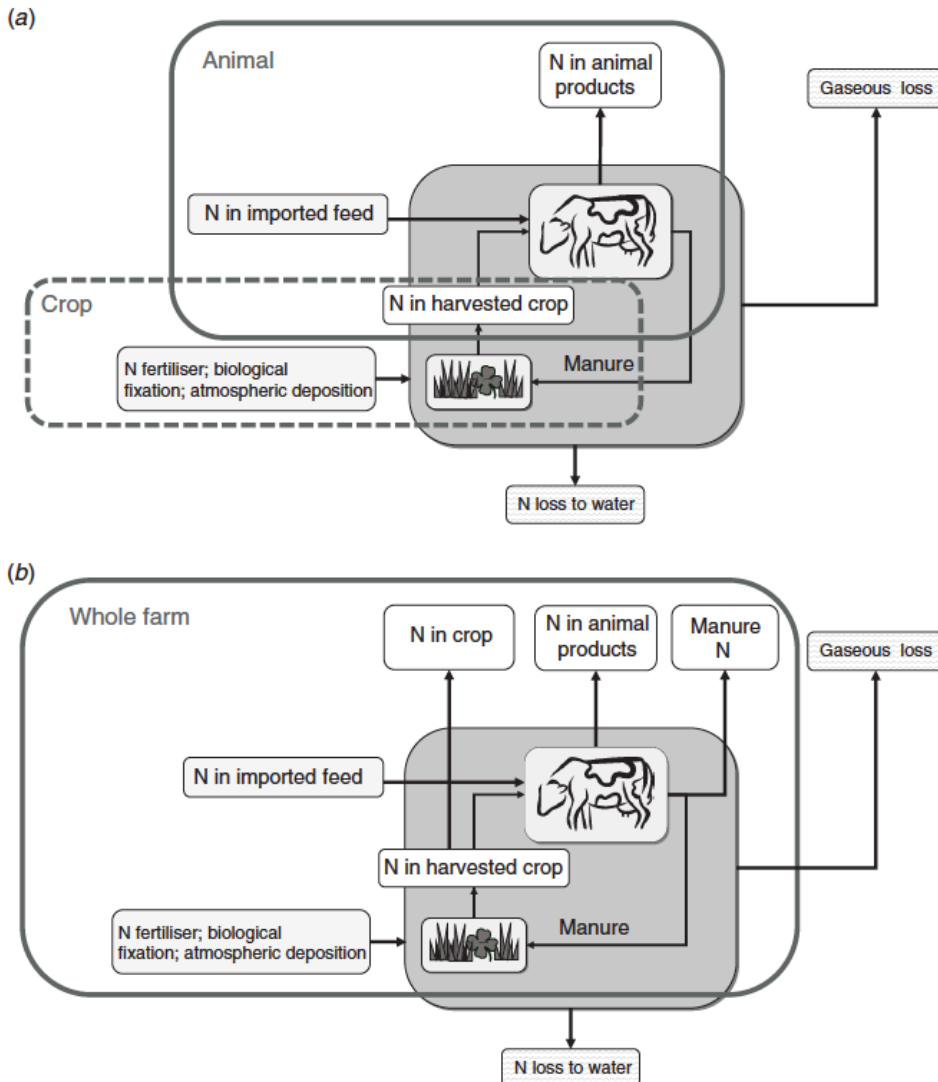 (a)
Animal
N in animal
products
Gaseous loss
N in imported feed
Crop
N in harvested crop
N fertiliser; biological
fixation; atmospheric deposition
Manure
N loss to water
(b)
Whole farm
N in crop
N in animal
products
Manure
N
Gaseous loss
N in imported feed
N in harvested crop
N fertiliser; biological
fixation; atmospheric deposition
Manure
N loss to water